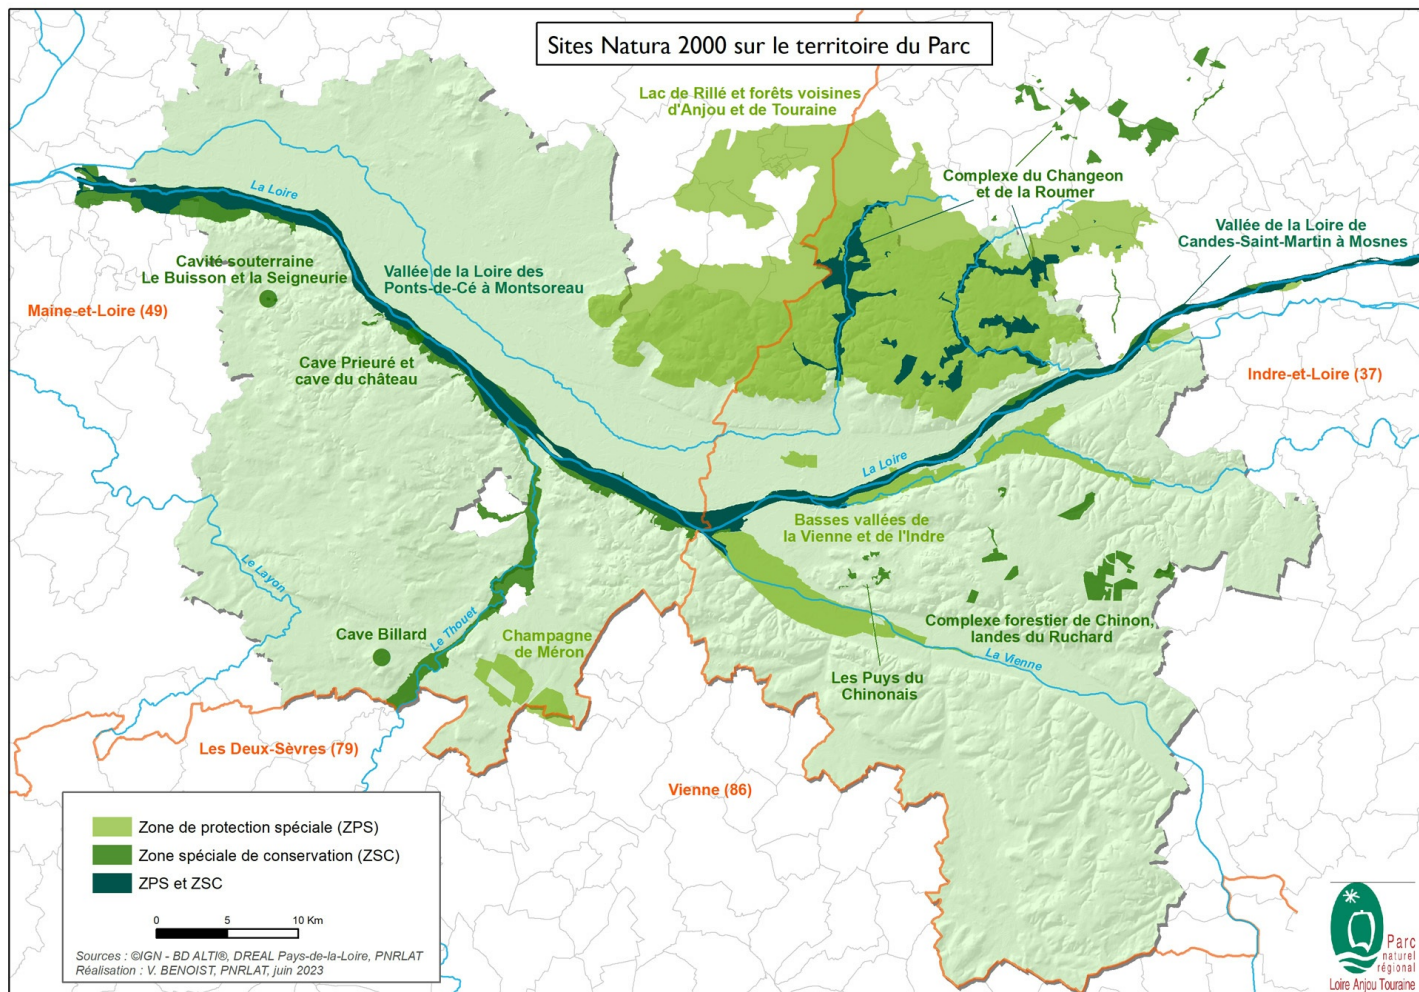 Sites Natura 2000 sur le territoire du Parc
Lac de Rillé et forêts voisines
d'Anjou et de Touraine
Complexe du Changeon
et de la Roumer
La Loire
Vallée de la Loire de
Candes-Saint-Martin à Mosnes
Cavité souterraine
Le Buisson et la Seigneurie
Vallée de la Loire des
Ponts-de-Cé à Montsoreau
Maine-et-Loire (49)
Cave Prieuré et
cave du château
Indre-et-Loire (37)
La Loire
Basses vallées de
la Vienne et de l'Indre
Le Layon
Le Thouet
Cave Billard
Champagne
de Méron
Complexe forestier de Chinon,
landes du Ruchard
La Vienne
Les Puys du
Chinonais
Les Deux-Sèvres (79)
Vienne (86)
Zone de protection spéciale (ZPS)
Zone spéciale de conservation (ZSC)
ZPS et ZSC
0 5 10 Km
Sources : ©IGN - BD ALTI®, DREAL Pays-de-la-Loire, PNRLAT
Réalisation : V. BENOIST, PNRLAT, juin 2023
Parc
naturel
régional
Loire Anjou Touraine